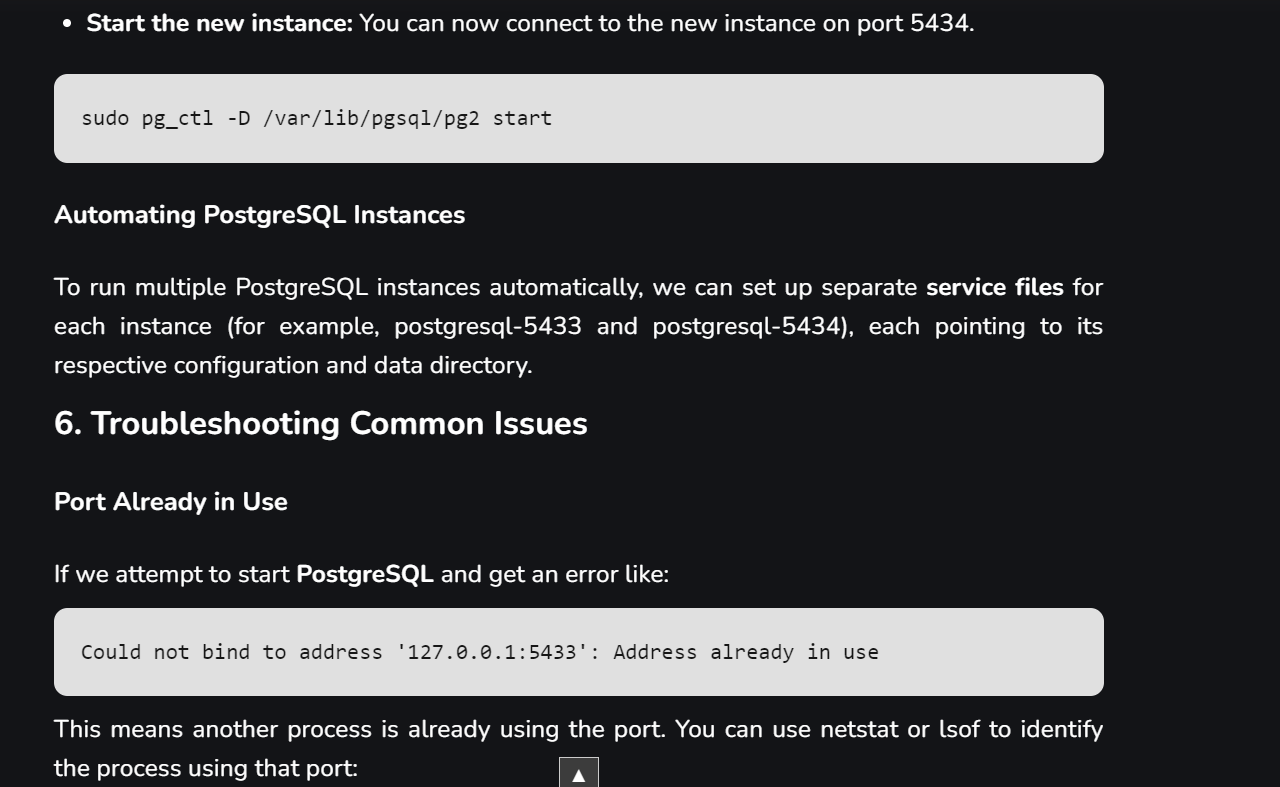 • Start the new instance: You can now connect to the new instance on port 5434.
sudo pg_ctl -D /var/lib/pgsql/pg2 start
Automating PostgreSQL Instances
To run multiple PostgreSQL instances automatically, we can set up separate service files for
each instance (for example, postgresql-5433 and postgresql-5434), each pointing to its
respective configuration and data directory.
6. Troubleshooting Common Issues
Port Already in Use
If we attempt to start PostgreSQL and get an error like:
Could not bind to address '127.0.0.1:5433': Address already in use
This means another process is already using the port. You can use netstat or lsof to identify
the process using that port: